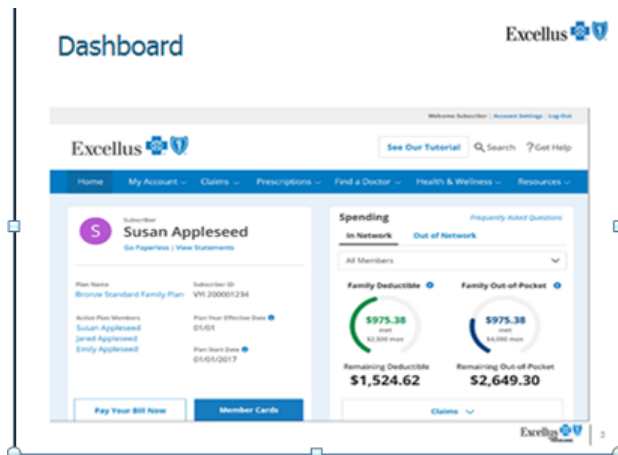 Dashboard
Excellus
Welcome Subscriber | Account Settings | Log Out
Excellus
See Our Tutorial
Search
?Get Help
Home
My Account
Claims
Prescriptions
Find a Doctor
Health & Wellness
Resources
S
Subscriber
Susan Appleseed
Go Paperless | View Statements
Plan Name
Bronze Standard Family Plan
Subscriber ID
VYI 200001234
Active Plan Members
Susan Appleseed
Jared Appleseed
Emily Appleseed
Plan Year Effective Date
01/01
Plan Start Date
01/01/2017
Pay Your Bill Now
Member Cards
Spending
Frequently Asked Questions
In Network
Out of Network
All Members
Family Deductible
$975.38
met
$2,500 max
Remaining Deductible
$1,524.62
Family Out-of-Pocket
$975.38
met
$4,000 max
Remaining Out-of-Pocket
$2,649.30
Claims
Excellus